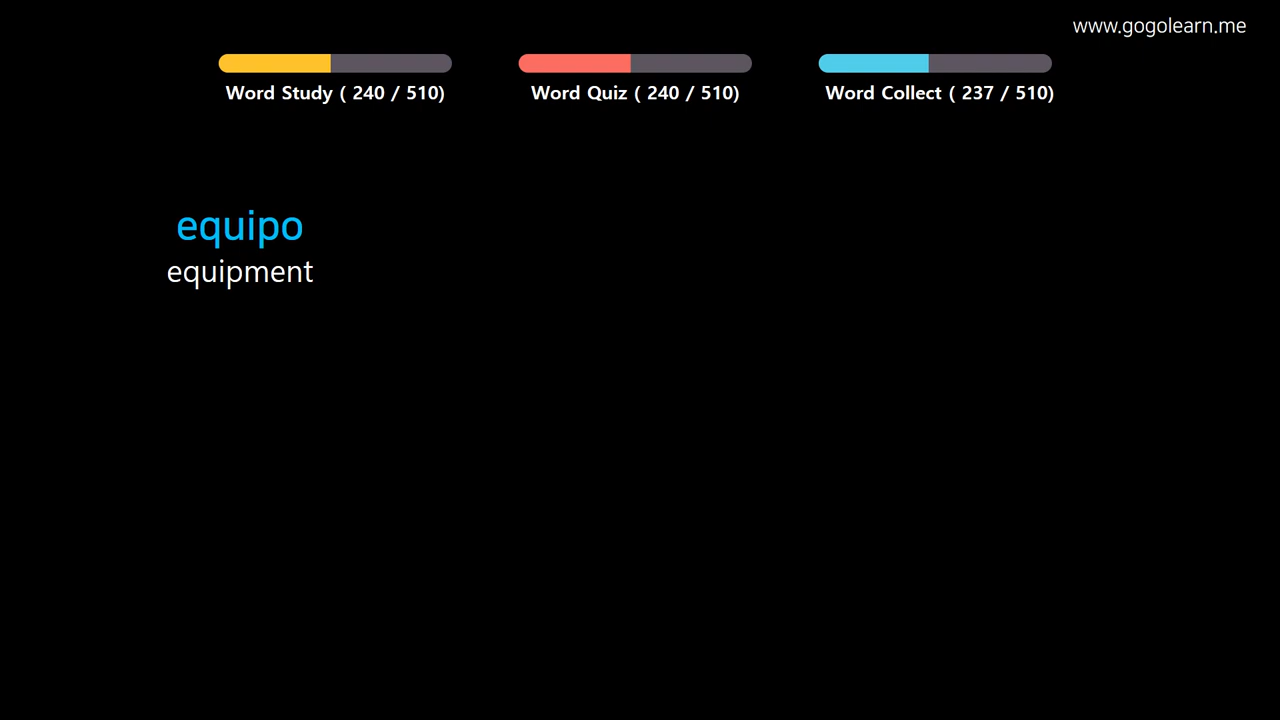 www.gogolearn.me
Word Study ( 240 / 510)
Word Quiz ( 240 / 510)
Word Collect ( 237 / 510)
equipo
equipment